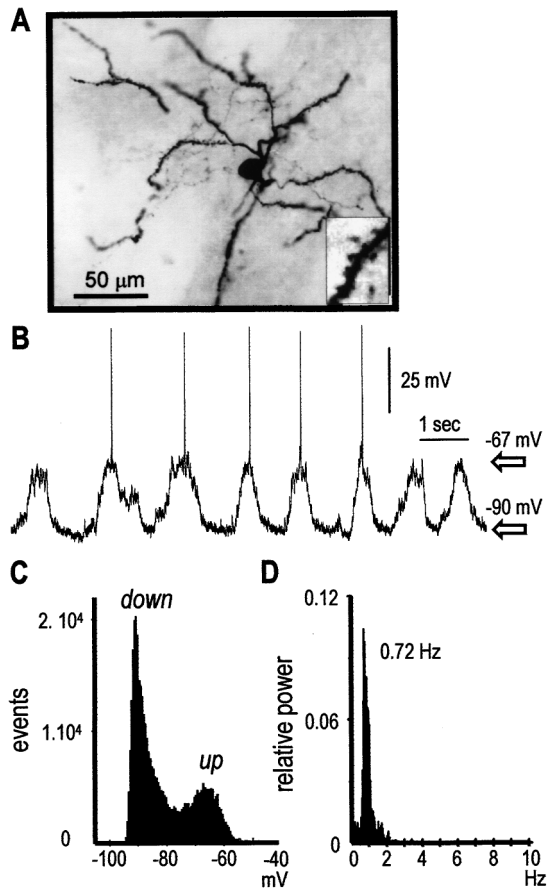 A
50 μm
B
25 mV
1 sec
-67 mV
-90 mV
C
D
down
up
2. 10⁴
1.10⁴
0
events
-100 -80 -60 -40
mV
0.12
0.06
0
relative power
0.72 Hz
0 2 4 6 8 10
Hz